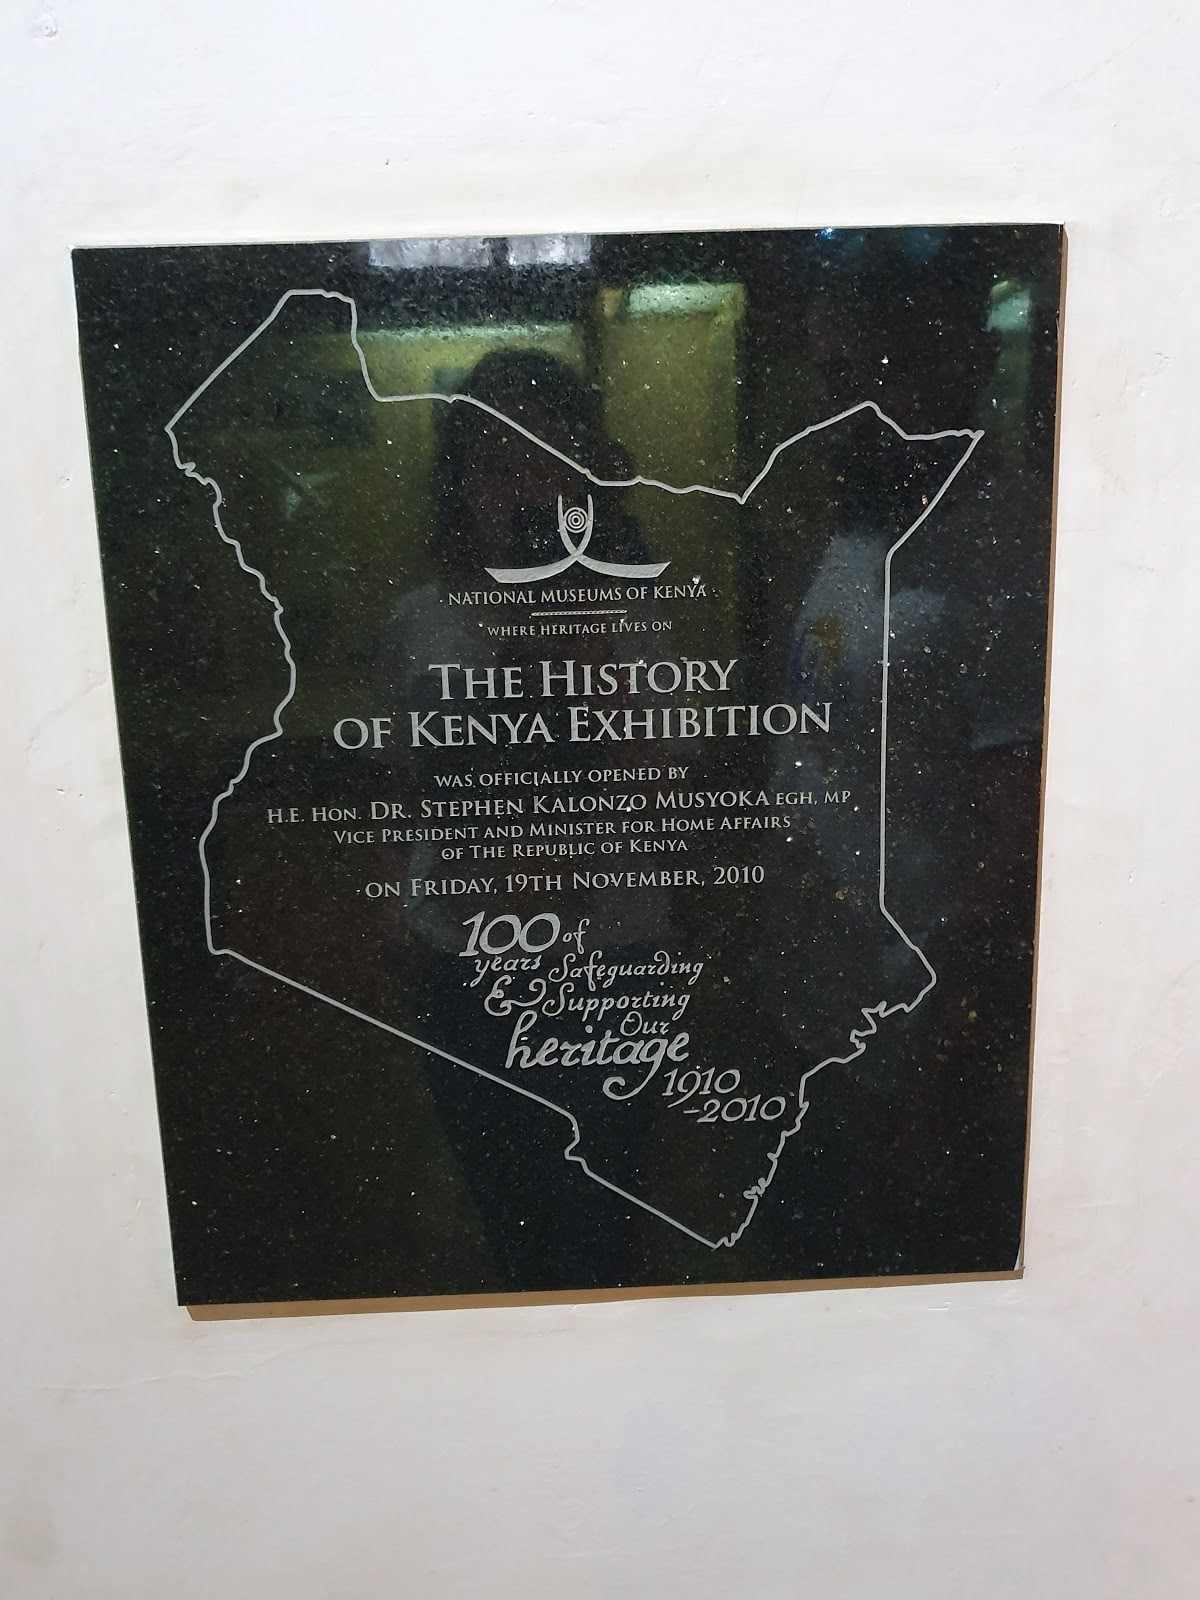 NATIONAL MUSEUMS OF KENYA
WHERE HERITAGE LIVES ON
THE HISTORY
OF KENYA EXHIBITION
WAS OFFICIALLY OPENED BY
H.E. HON. DR. STEPHEN KALONZO MUSYOKA EGH, MP
VICE PRESIDENT AND MINISTER FOR HOME AFFAIRS
OF THE REPUBLIC OF KENYA
ON FRIDAY, 19TH NOVEMBER, 2010
100 of
years Safeguarding
& Supporting
Our
heritage
1910
-2010